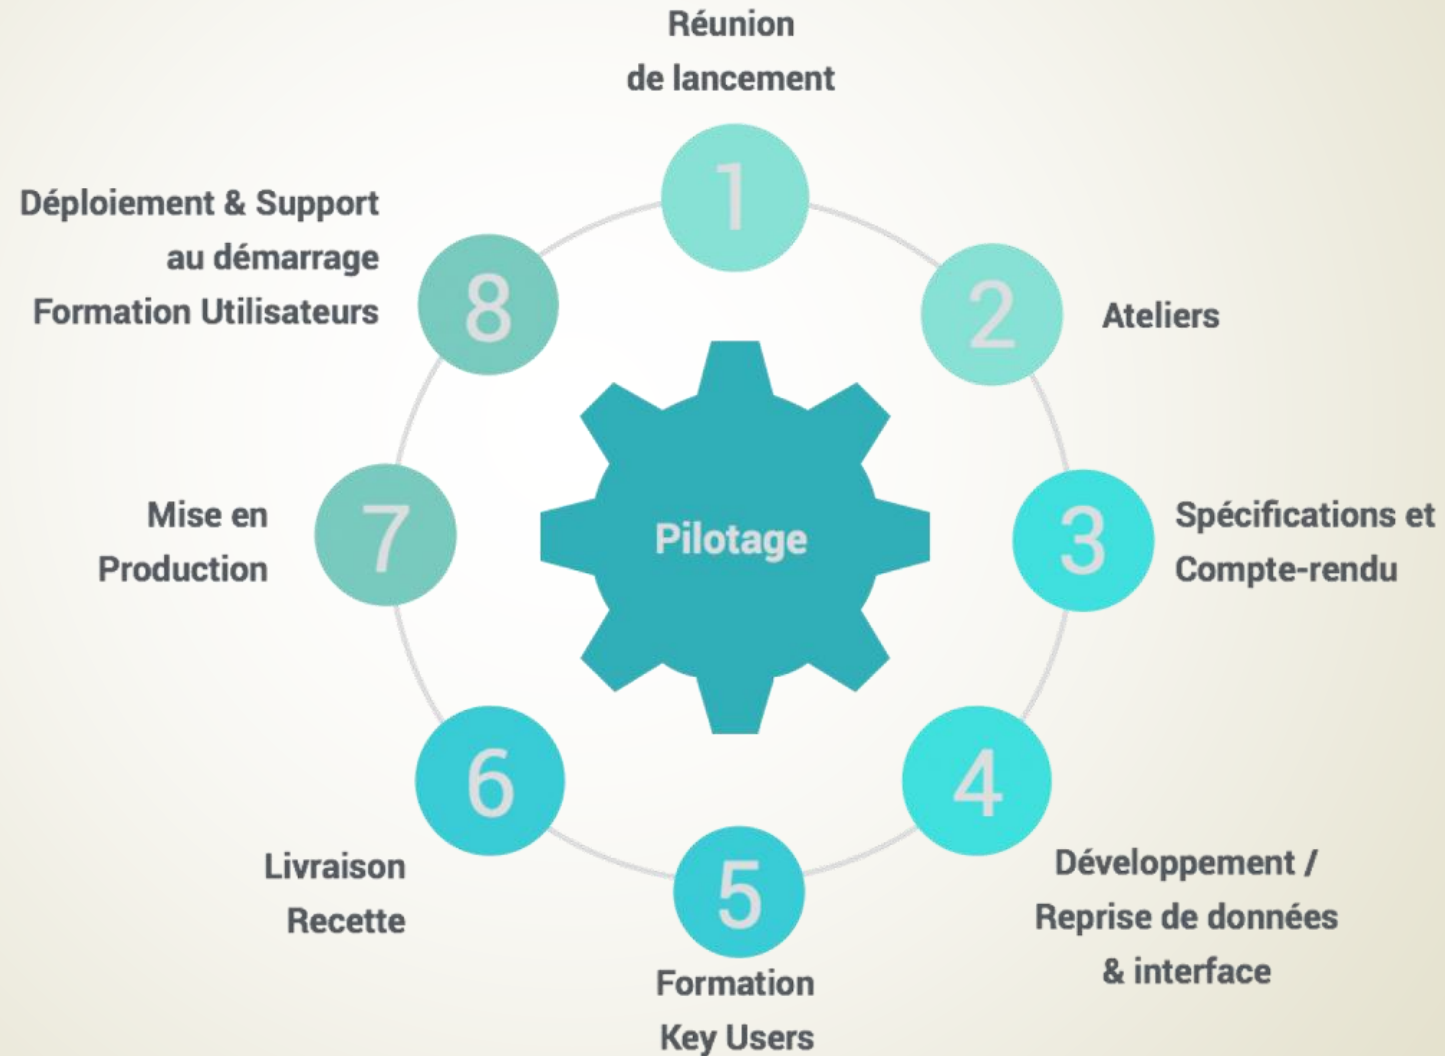 Réunion
de lancement
1
2
Ateliers
3
Spécifications et
Compte-rendu
4
Développement /
Reprise de données
& interface
5
Formation
Key Users
6
Livraison
Recette
7
Mise en
Production
8
Déploiement & Support
au démarrage
Formation Utilisateurs
Pilotage